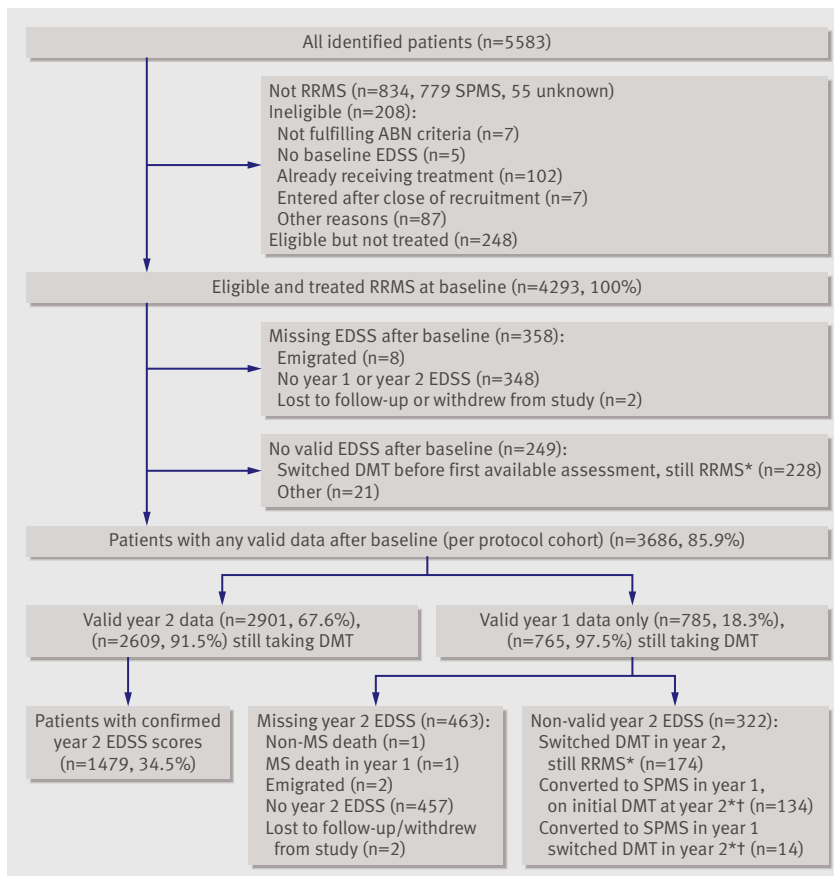 All identified patients (n=5583)
Not RRMS (n=834, 779 SPMS, 55 unknown)
Ineligible (n=208):
Not fulfilling ABN criteria (n=7)
No baseline EDSS (n=5)
Already receiving treatment (n=102)
Entered after close of recruitment (n=7)
Other reasons (n=87)
Eligible but not treated (n=248)
Eligible and treated RRMS at baseline (n=4293, 100%)
Missing EDSS after baseline (n=358):
Emigrated (n=8)
No year 1 or year 2 EDSS (n=348)
Lost to follow-up or withdrew from study (n=2)
No valid EDSS after baseline (n=249):
Switched DMT before first available assessment, still RRMS* (n=228)
Other (n=21)
Patients with any valid data after baseline (per protocol cohort) (n=3686, 85.9%)
Valid year 2 data (n=2901, 67.6%),
(n=2609, 91.5%) still taking DMT
Valid year 1 data only (n=785, 18.3%),
(n=765, 97.5%) still taking DMT
Patients with confirmed
year 2 EDSS scores
(n=1479, 34.5%)
Missing year 2 EDSS (n=463):
Non-MS death (n=1)
MS death in year 1 (n=1)
Emigrated (n=2)
No year 2 EDSS (n=457)
Lost to follow-up/withdrew
from study (n=2)
Non-valid year 2 EDSS (n=322):
Switched DMT in year 2,
still RRMS* (n=174)
Converted to SPMS in year 1,
on initial DMT at year 2*† (n=134)
Converted to SPMS in year 1
switched DMT in year 2*† (n=14)